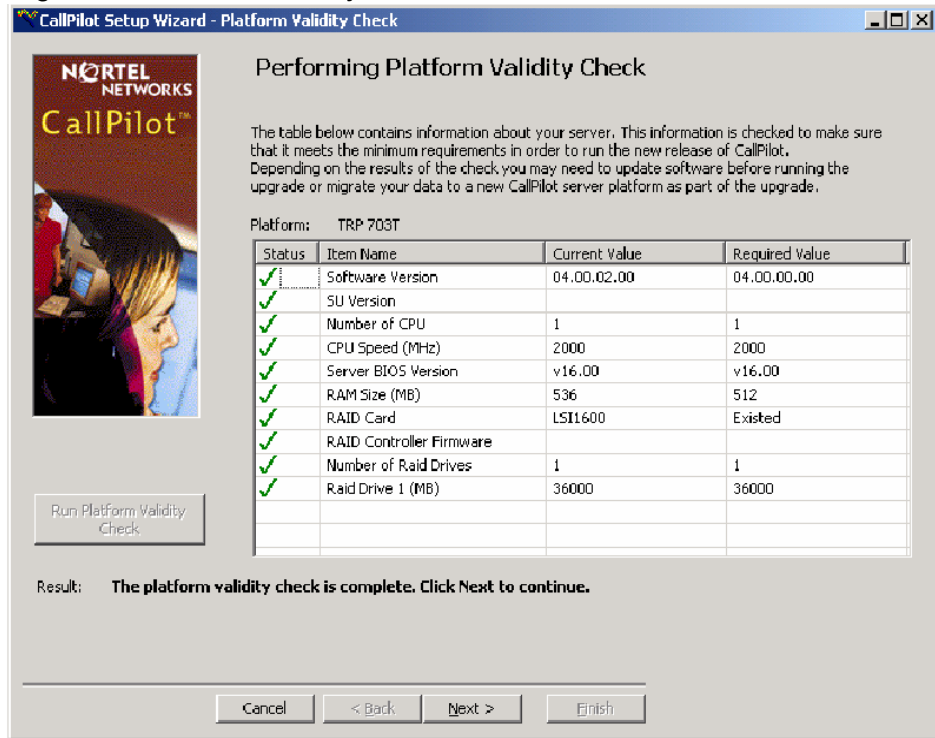 CallPilot Setup Wizard - Platform Validity Check
NORTEL
NETWORKS
CallPilot™
Performing Platform Validity Check
The table below contains information about your server. This information is checked to make sure
that it meets the minimum requirements in order to run the new release of CallPilot.
Depending on the results of the check you may need to update software before running the
upgrade or migrate your data to a new CallPilot server platform as part of the upgrade.
Platform: TRP 703T
Status Item Name Current Value Required Value
Software Version 04.00.02.00 04.00.00.00
SU Version
Number of CPU 1 1
CPU Speed (MHz) 2000 2000
Server BIOS Version v16.00 v16.00
RAM Size (MB) 536 512
RAID Card LSI1600 Existed
RAID Controller Firmware
Number of Raid Drives 1 1
Raid Drive 1 (MB) 36000 36000
Run Platform Validity
Check
Result: The platform validity check is complete. Click Next to continue.
Cancel < Back Next > Finish